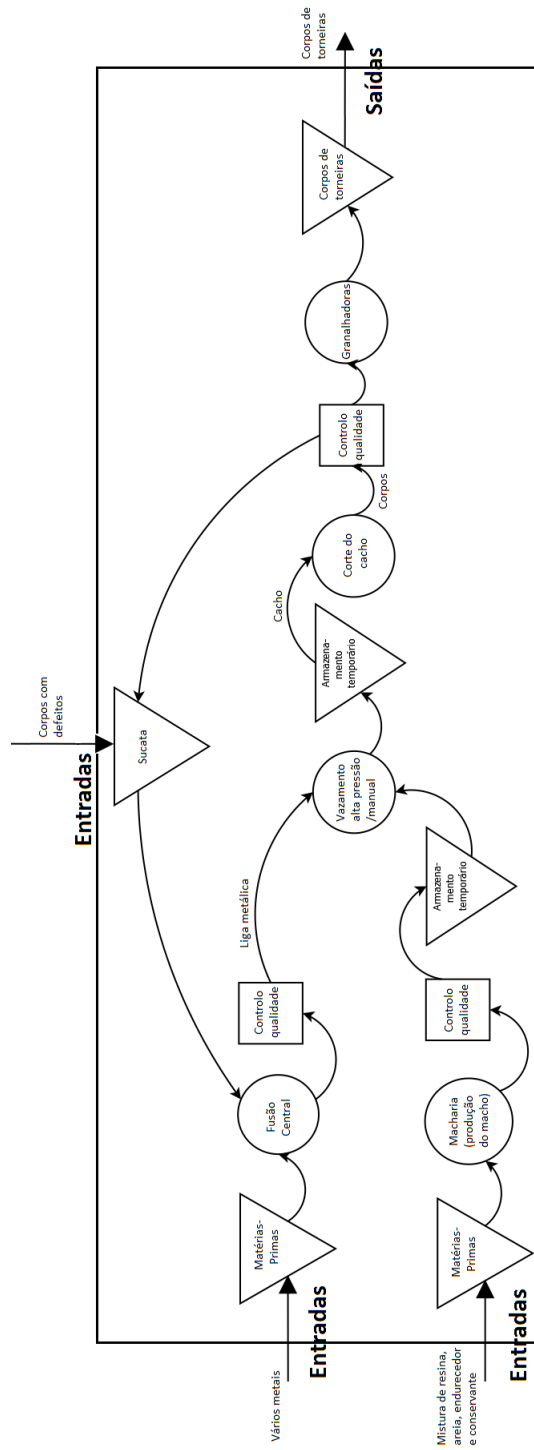 Corpos com
defeitos
Entradas
Sucata
Vários metais
Entradas
Matérias-
Primas
Fusão
Central
Controlo
qualidade
Liga metálica
Mistura de resina,
areia, endurecedor
e conservante
Entradas
Matérias-
Primas
Macharia
(produção
do macho)
Controlo
qualidade
Armazena-
mento
temporário
Vazamento
alta pressão
/manual
Armazena-
mento
temporário
Cacho
Corte do
cacho
Corpos
Controlo
qualidade
Granalhadoras
Corpos de
torneiras
Corpos de
torneiras
Saídas